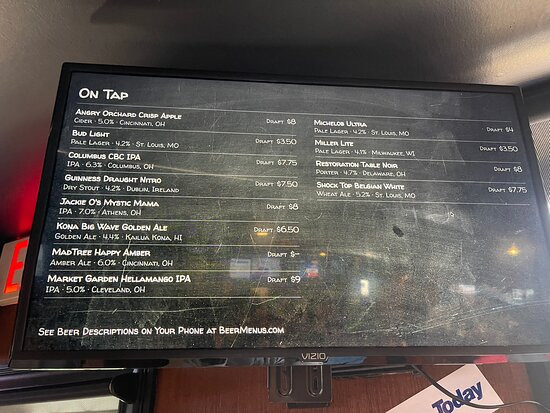 On Tap
Angry Orchard Crisp Apple
Draft $8
Cider · 5.0% · Cincinnati, OH
Bud Light
Draft $3.50
Pale Lager · 4.2% · St. Louis, MO
Columbus CBC IPA
Draft $7.75
IPA · 6.3% · Columbus, OH
Guinness Draught Nitro
Draft $7.50
Dry Stout · 4.2% · Dublin, Ireland
Jackie O's Mystic Mama
Draft $8
IPA · 7.0% · Athens, OH
Kona Big Wave Golden Ale
Draft $6.50
Golden Ale · 4.4% · Kailua Kona, HI
MadTree Happy Amber
Draft $-
Amber Ale · 6.0% · Cincinnati, OH
Market Garden Hellamango IPA
Draft $9
IPA · 5.0% · Cleveland, OH
Michelob Ultra
Draft $4
Pale Lager · 4.2% · St. Louis, MO
Miller Lite
Draft $3.50
Pale Lager · 4.1% · Milwaukee, WI
Restoration Table Noir
Draft $8
Porter · 4.7% · Delaware, OH
Shock Top Belgian White
Draft $7.75
Wheat Ale · 5.2% · St. Louis, MO
See Beer Descriptions on Your Phone at BeerMenus.com
VIZIO
Today